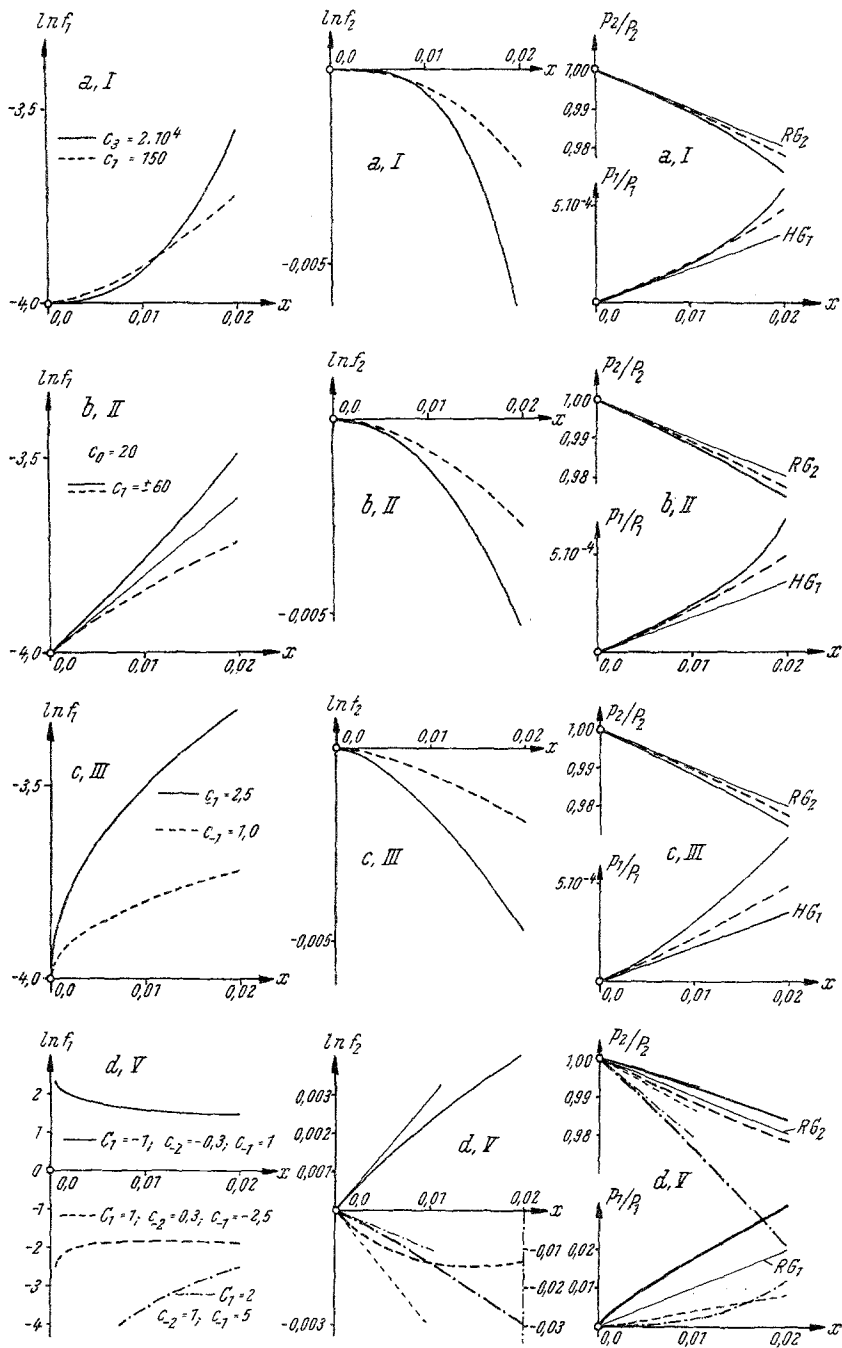 ln f₁
a, I
-3,5
c₃ = 2.10⁴
c₁ = 150
-4,0
0,0
0,01
0,02
x
ln f₂
0,0
0,01
0,02
x
a, I
-0,005
p₂/P₂
1,00
0,99
0,98
RG₂
a, I
p₁/P₁
5.10⁻⁴
HG₁
0,0
0,01
0,02
x
ln f₁
b, II
-3,5
c₀ = 20
c₁ = ±60
-4,0
0,0
0,01
0,02
x
ln f₂
0,0
0,01
0,02
x
b, II
-0,005
p₂/P₂
1,00
0,99
0,98
RG₂
b, II
p₁/P₁
5.10⁻⁴
HG₁
0,0
0,01
0.02
x
ln f₁
c, III
-3,5
c₋₁ = 2,5
c₋₁ = 1,0
-4,0
0,0
0,01
0,02
x
ln f₂
0,0
0,01
0,02
x
c, III
-0,005
p₂/P₂
1,00
0,99
0,98
RG₂
c, III
p₁/P₁
5.10⁻⁴
HG₁
0,0
0,01
0,02
x
ln f₁
d, V
2
1
C₁ = -1; c₋₂ = -0,3; c₋₁ = 1
0
0,0
0,01
0,02
x
-1
C₁ = 1; c₋₂ = 0,3; c₋₁ = -2,5
-2
-3
C₁ = 2
c₋₂ = 1; c₋₁ = 5
-4
ln f₂
0,003
0,002
0,001
d, V
0,0
0,01
0,02
x
-0,01
-0,02
-0,003
-0,03
p₂/P₂
1,00
0,99
0,98
RG₂
d, V
p₁/P₁
0,02
0,01
RG₁
0,0
0,01
0,02
x